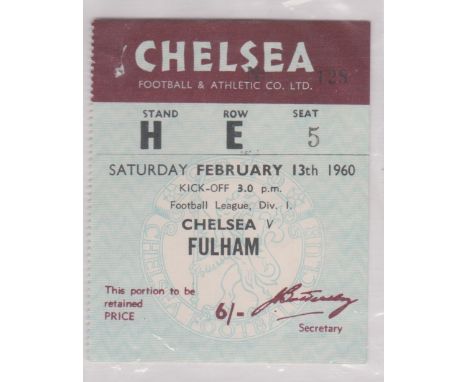 CHELSEA
128
FOOTBALL & ATHLETIC CO. LTD.
STAND ROW SEAT
H E 5
SATURDAY FEBRUARY 13th 1960
KICK-OFF 3.0 p.m.
Football League, Div. I.
CHELSEA v
FULHAM
This portion to be
retained
PRICE 6/-
Secretary